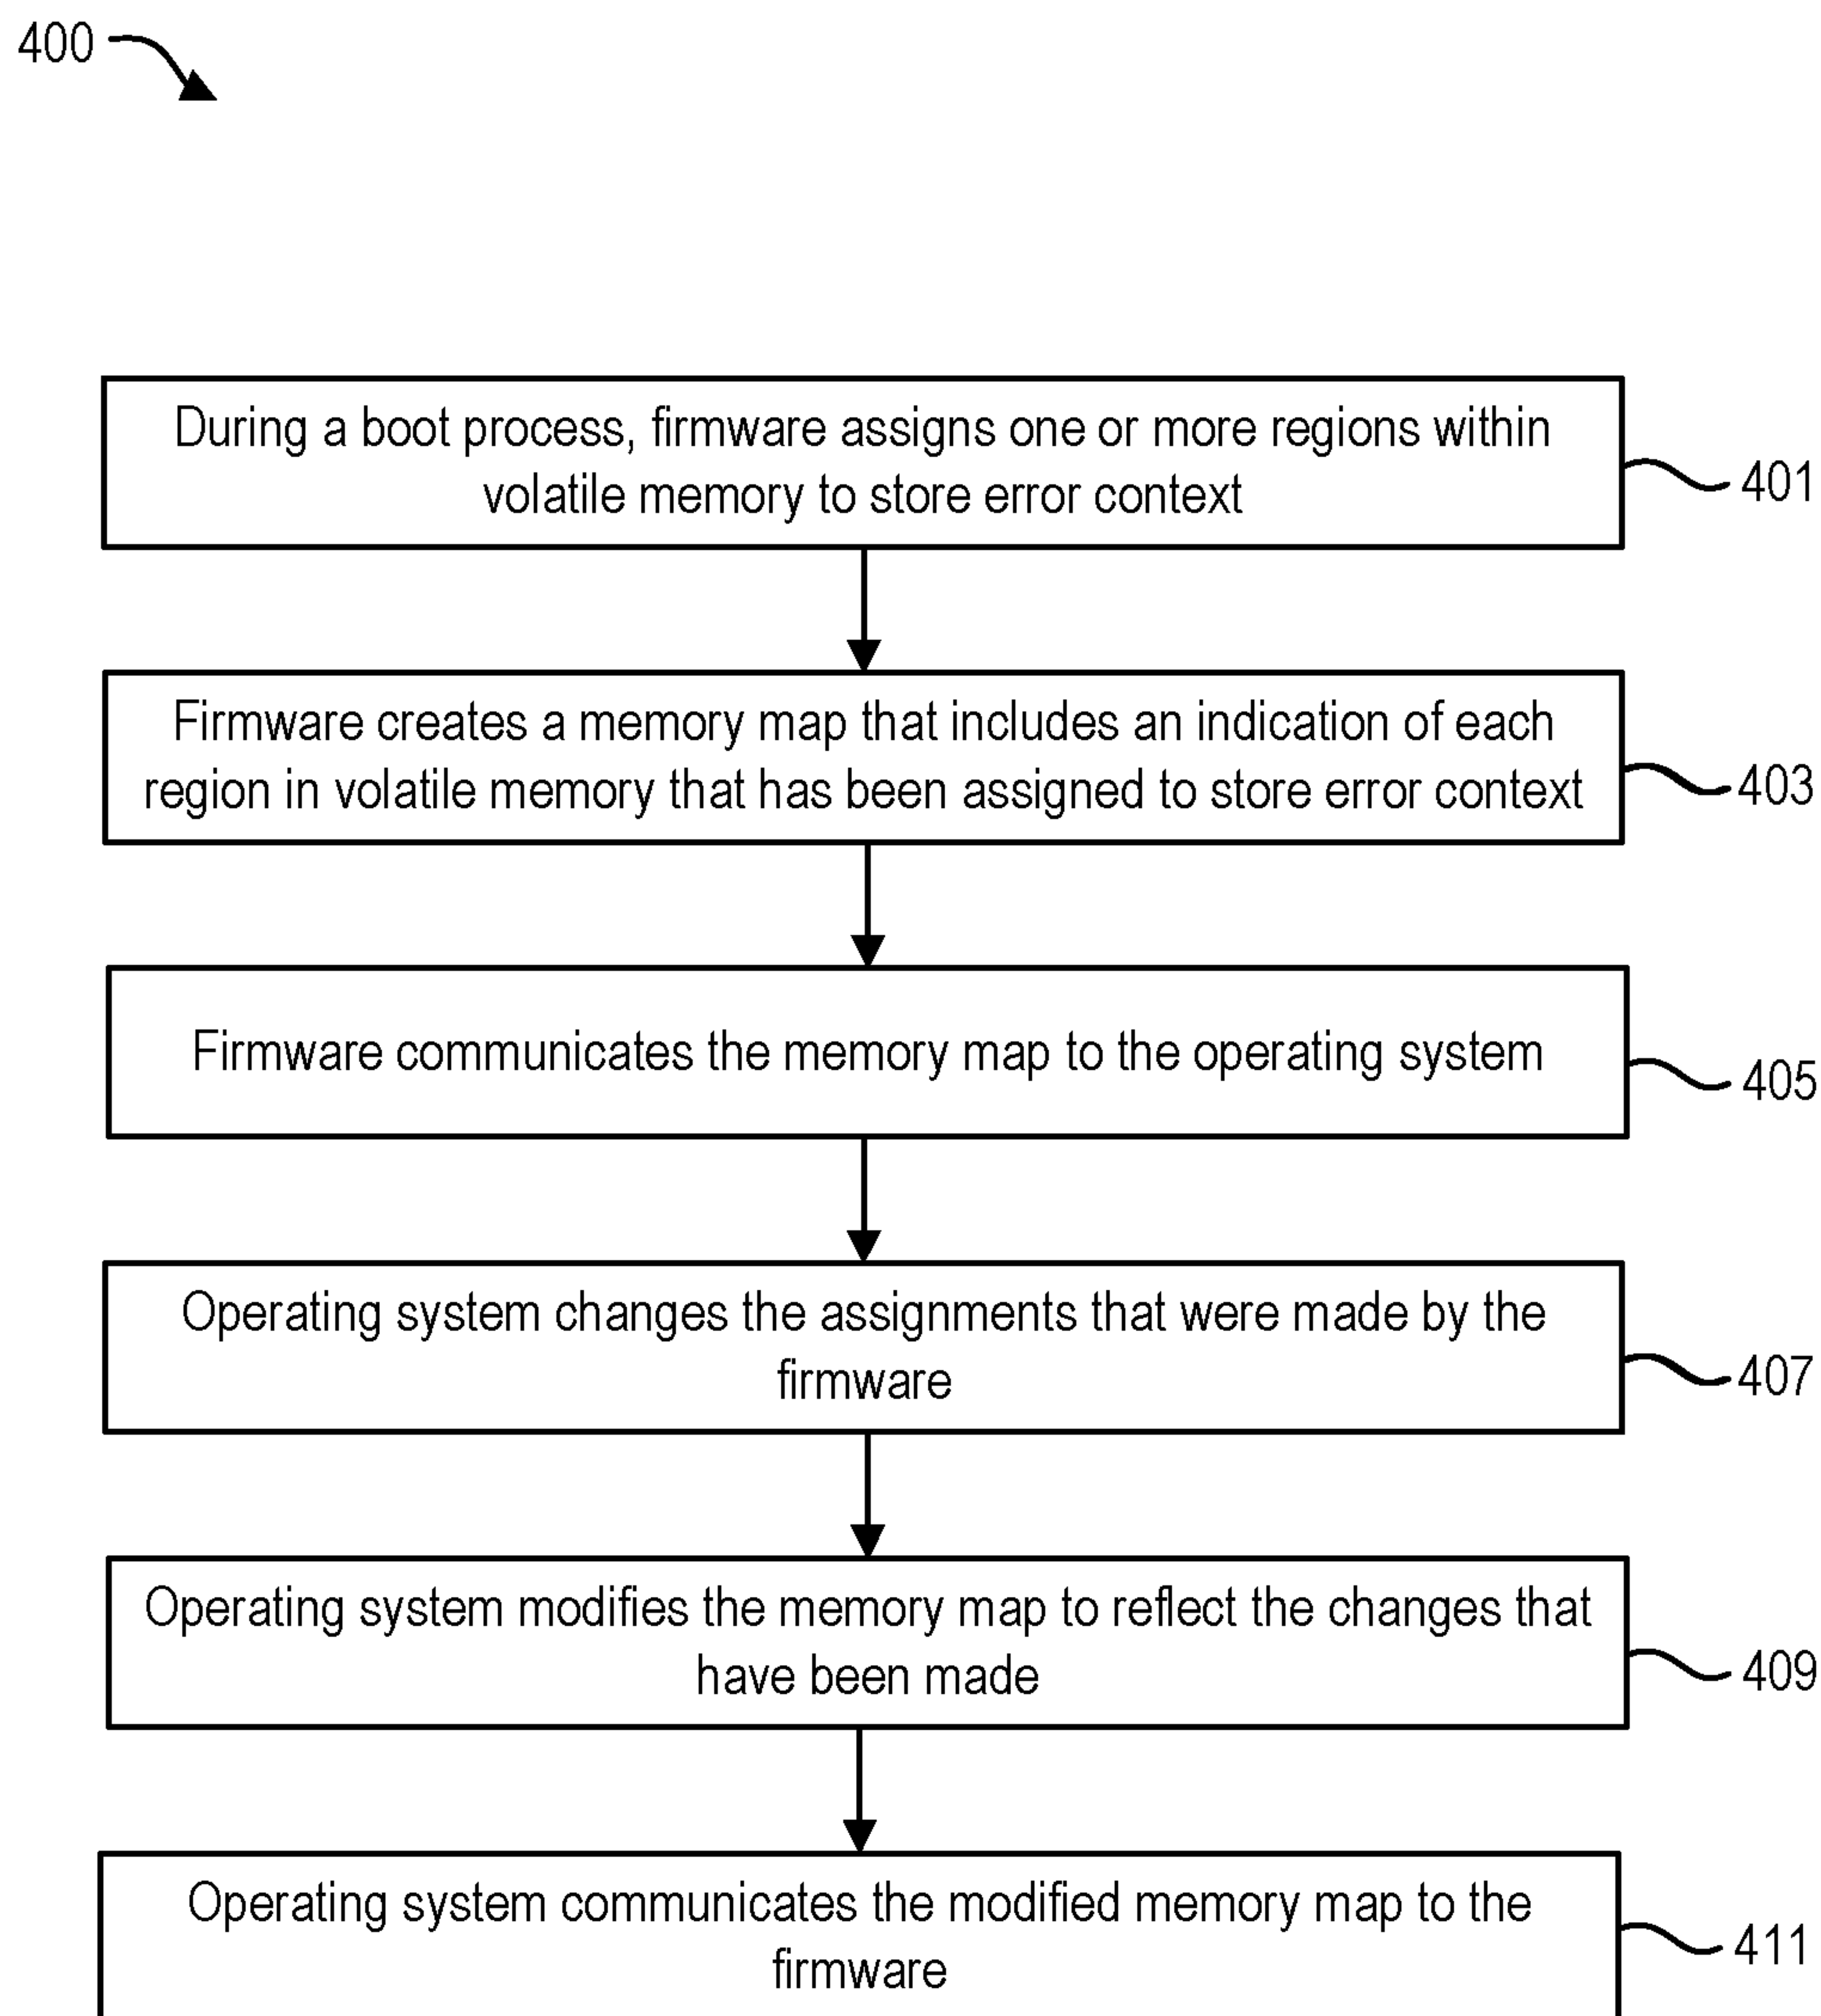 400
During a boot process, firmware assigns one or more regions within
volatile memory to store error context
401
Firmware creates a memory map that includes an indication of each
region in volatile memory that has been assigned to store error context
403
Firmware communicates the memory map to the operating system
405
Operating system changes the assignments that were made by the
firmware
407
Operating system modifies the memory map to reflect the changes that
have been made
409
Operating system communicates the modified memory map to the
firmware
411